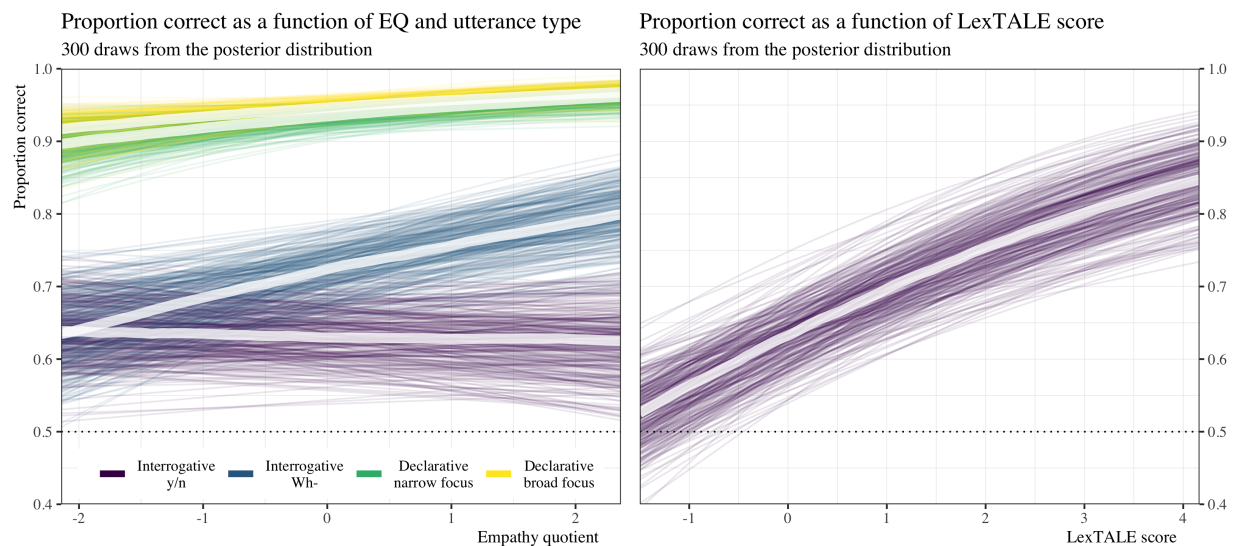 Proportion correct as a function of EQ and utterance type
300 draws from the posterior distribution
Proportion correct
1.0
0.9
0.8
0.7
0.6
0.5
0.4
Interrogative
y/n
Interrogative
Wh-
Declarative
narrow focus
Declarative
broad focus
-2 -1 0 1 2
Empathy quotient
Proportion correct as a function of LexTALE score
300 draws from the posterior distribution
1.0
0.9
0.8
0.7
0.6
0.5
0.4
-1 0 1 2 3 4
LexTALE score